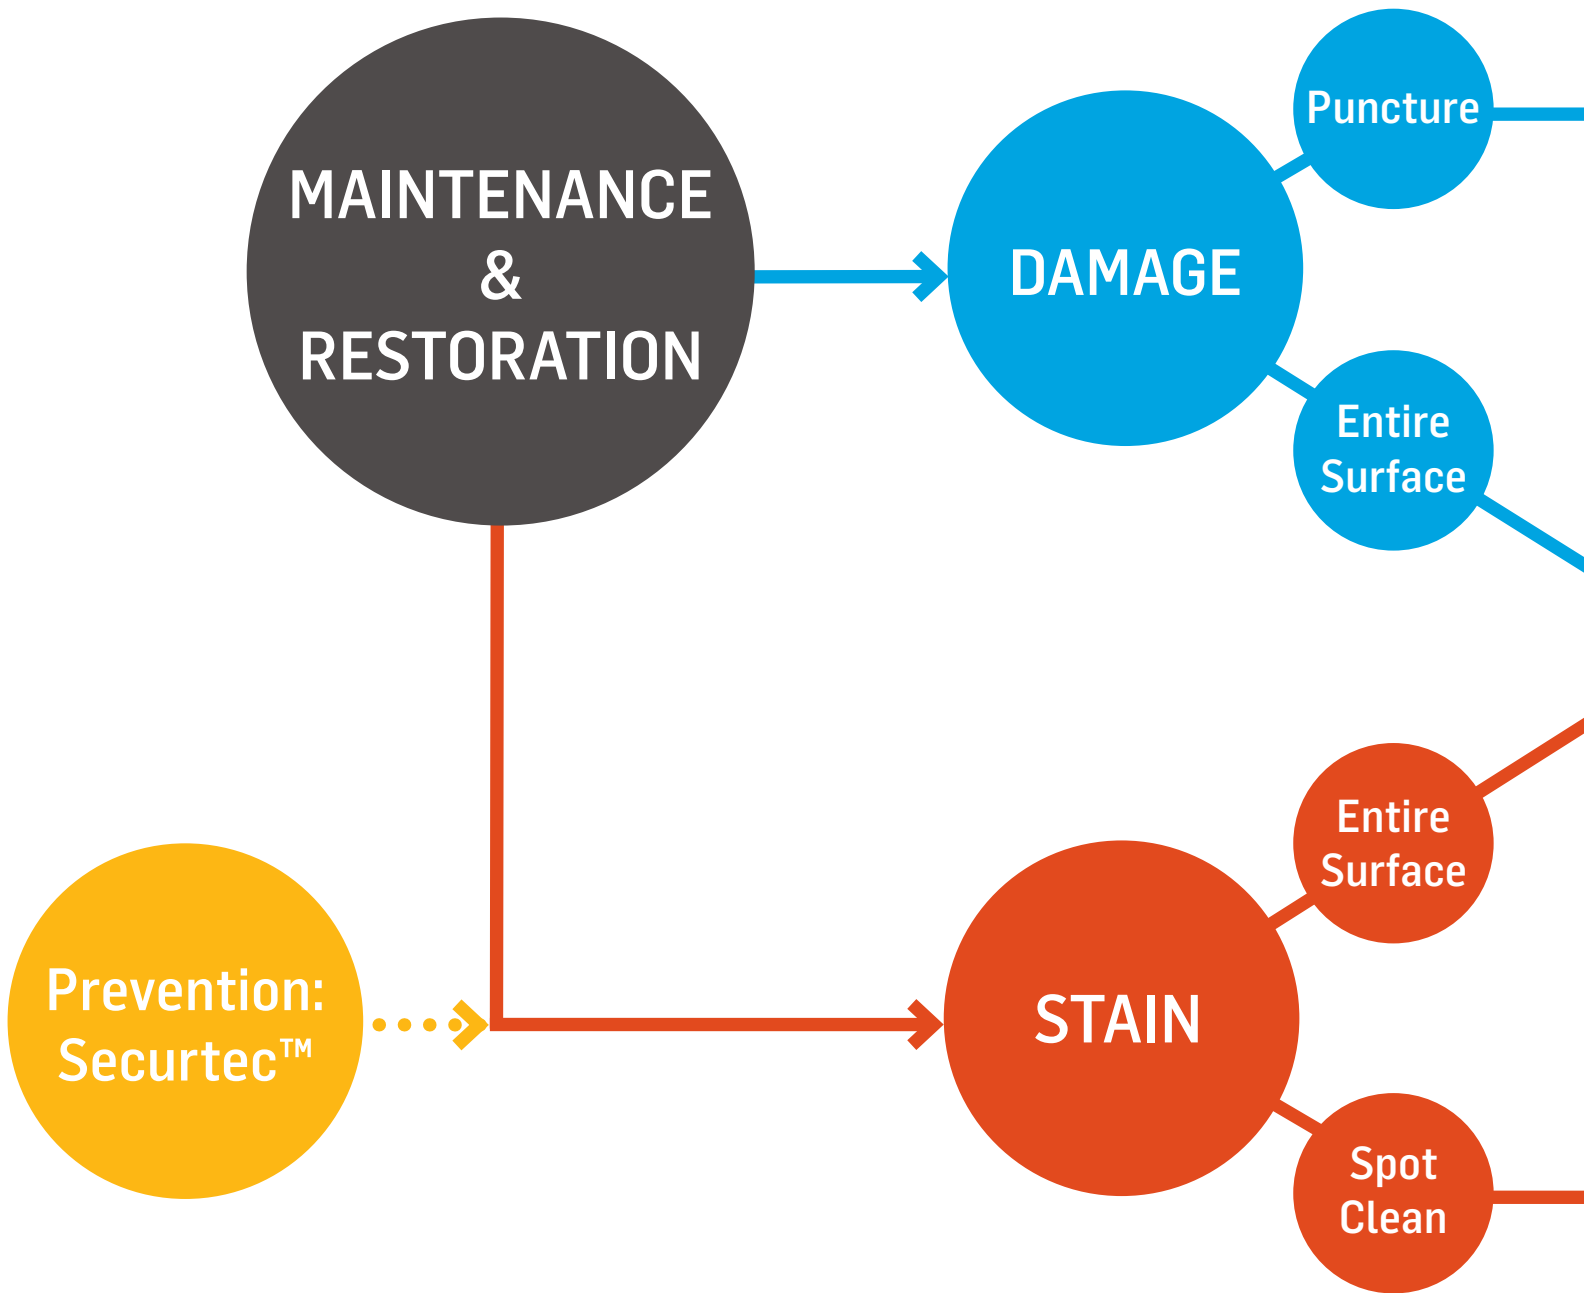 MAINTENANCE
&
RESTORATION
DAMAGE
Puncture
Entire
Surface
Prevention:
Securtec™
STAIN
Entire
Surface
Spot
Clean